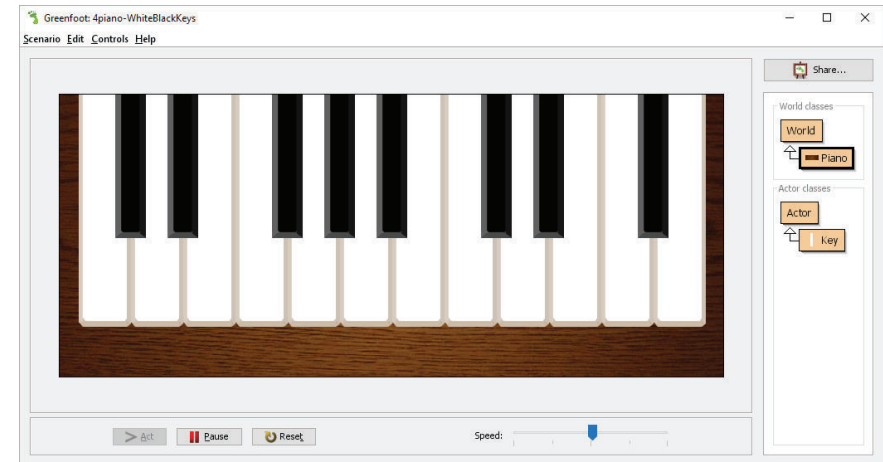 Greenfoot: 4piano-WhiteBlackKeys
Scenario Edit Controls Help
Share...
World classes
World
Piano
Actor classes
Actor
Key
Act Pause Reset Speed: